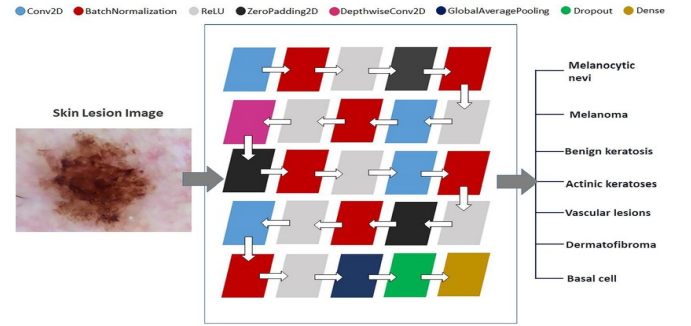 Conv2D BatchNormalization ReLU ZeroPadding2D DepthwiseConv2D GlobalAveragePooling Dropout Dense
Skin Lesion Image
Melanocytic
nevi
Melanoma
Benign keratosis
Actinic keratoses
Vascular lesions
Dermatofibroma
Basal cell